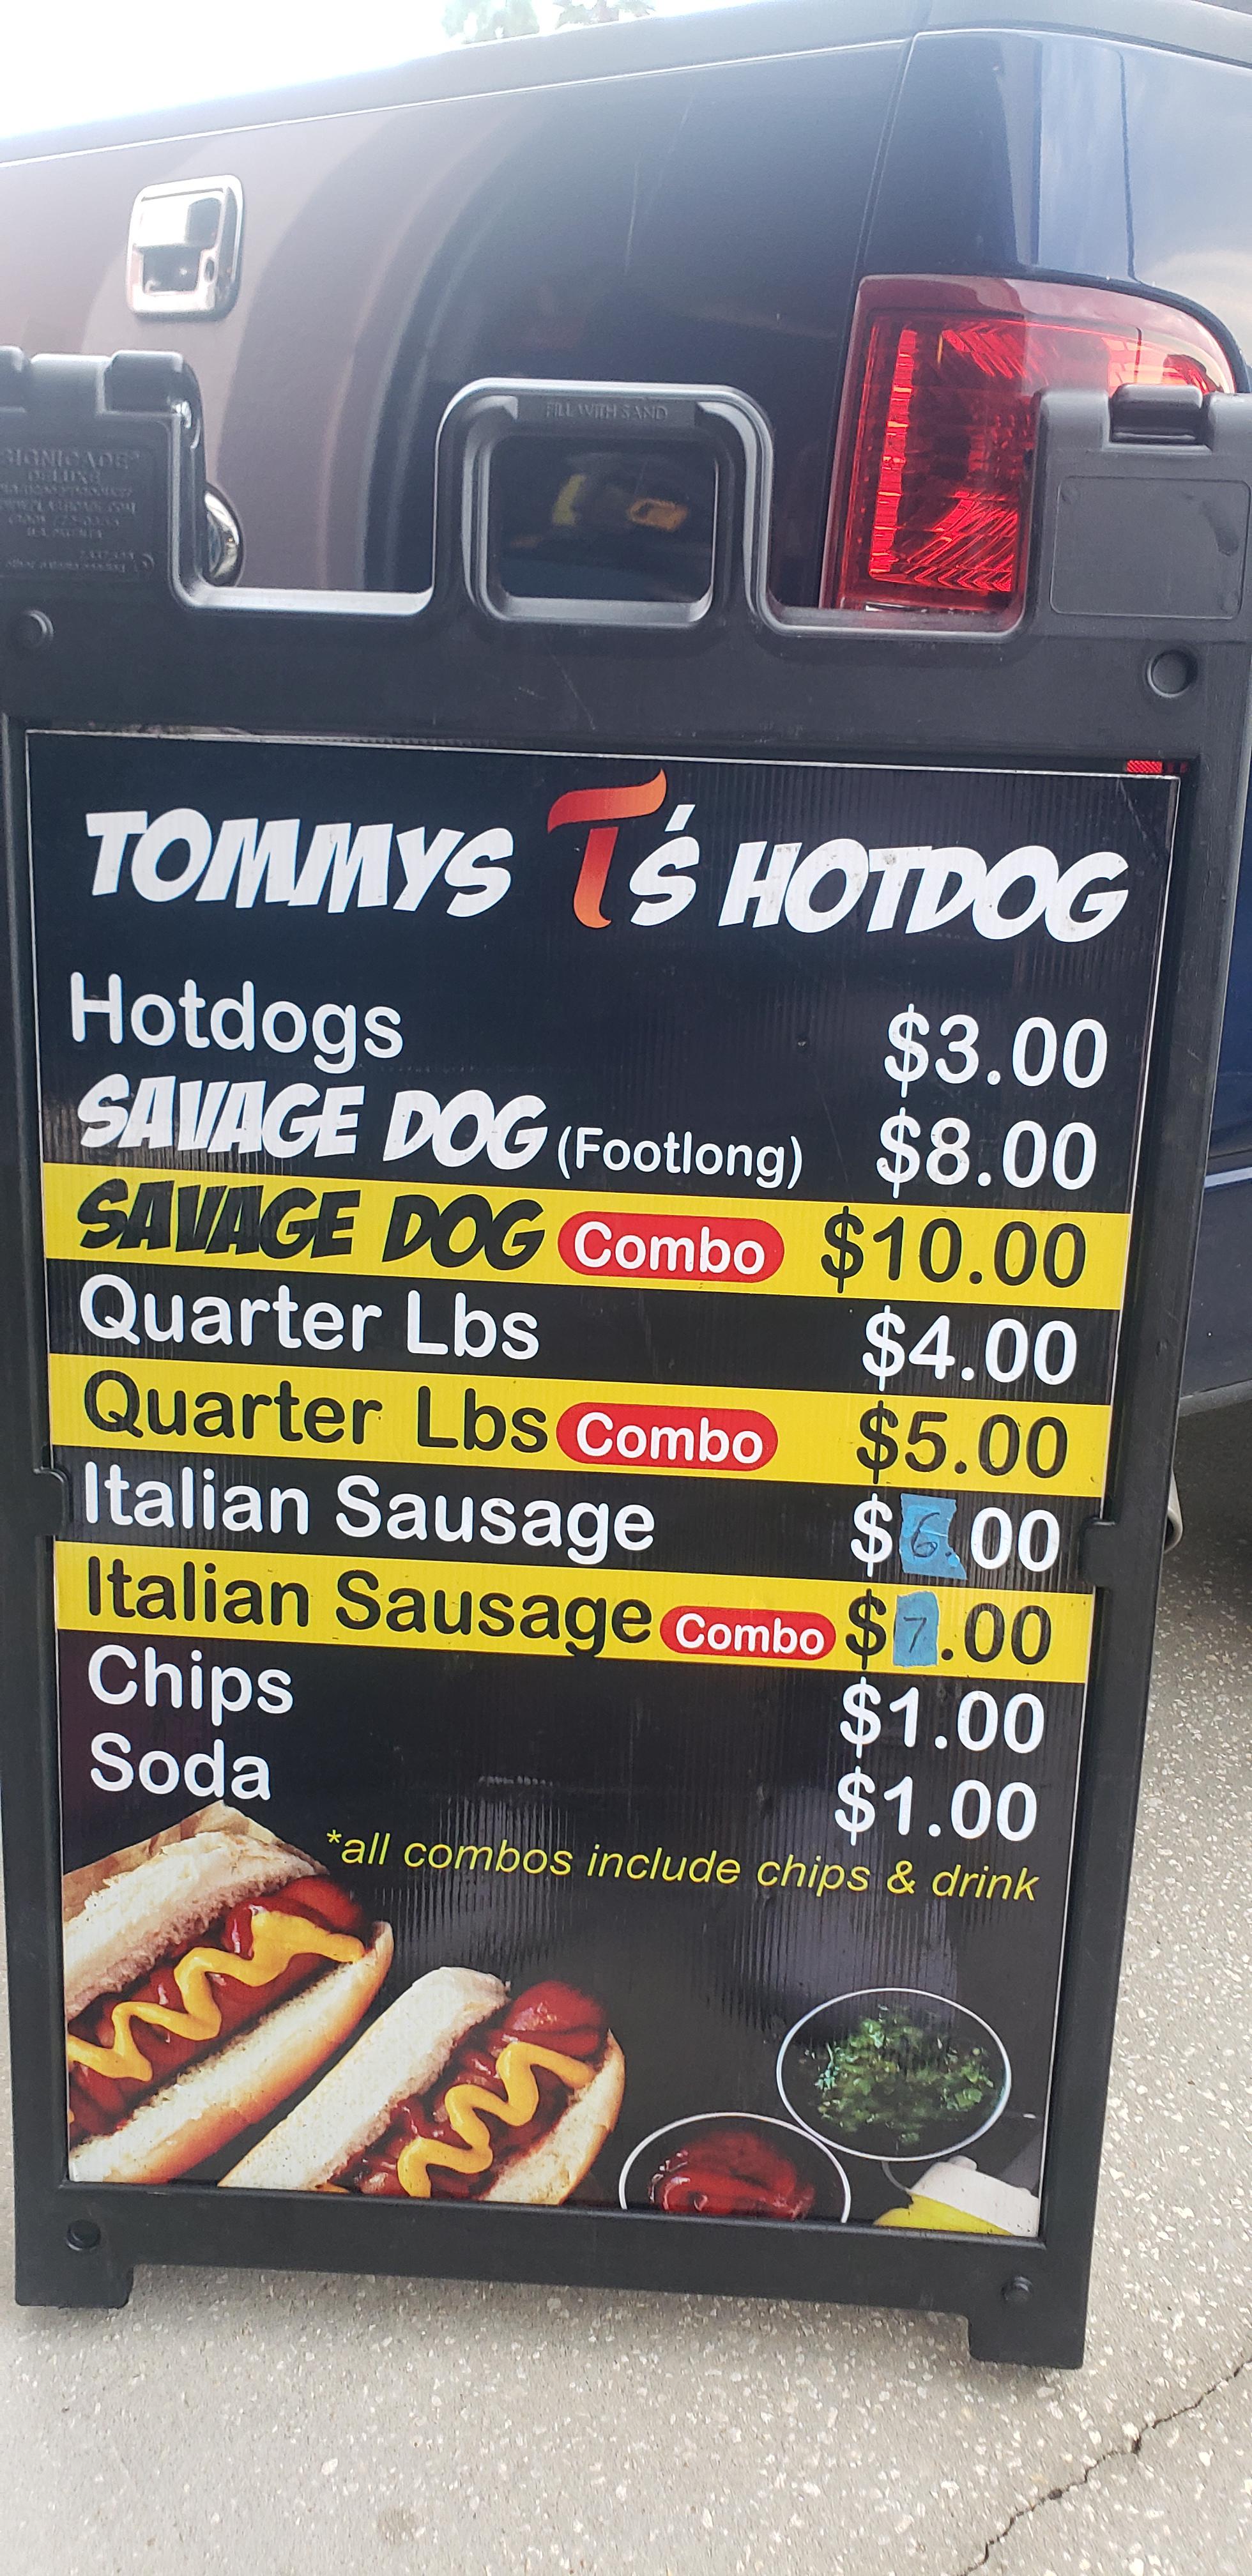 FILL WITH SAND
SIGNICADE®
DELUXE
TOMMYS T'S HOTDOG
Hotdogs $3.00
SAVAGE DOG (Footlong) $8.00
SAVAGE DOG Combo $10.00
Quarter Lbs $4.00
Quarter Lbs Combo $5.00
Italian Sausage $6.00
Italian Sausage Combo $7.00
Chips $1.00
Soda $1.00
*all combos include chips & drink